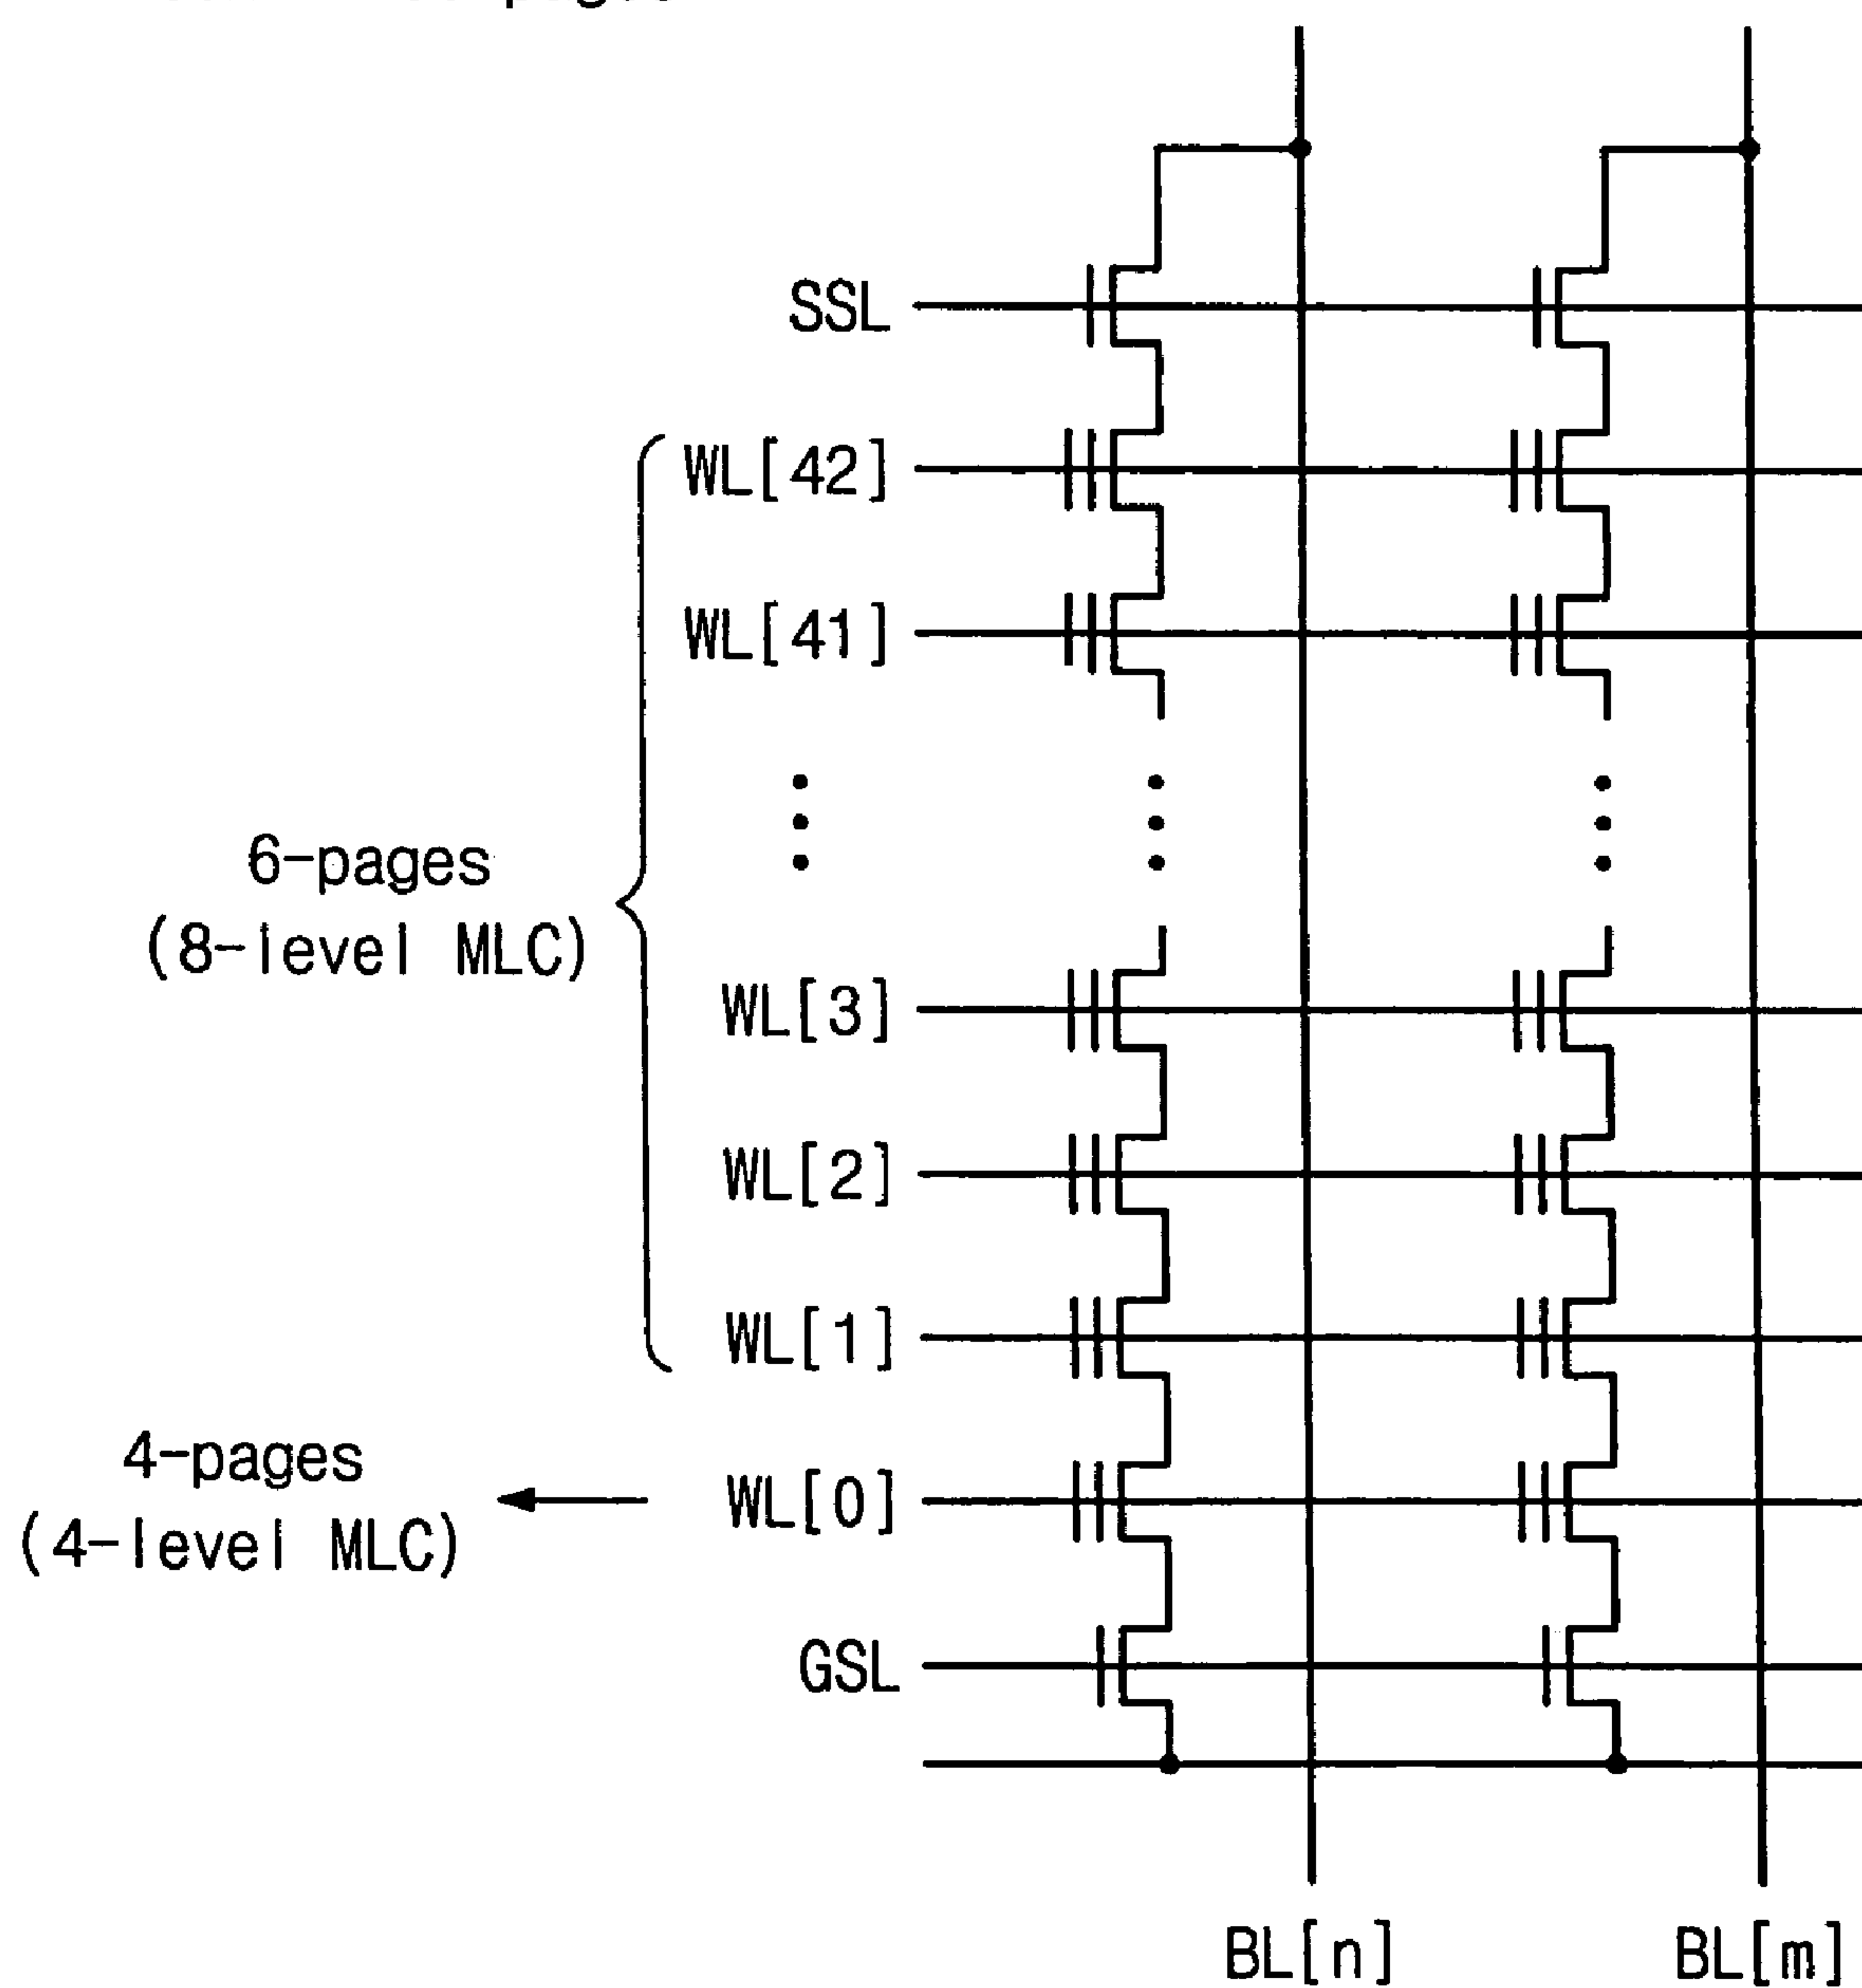 SSL
WL[42]
WL[41]
6-pages
(8-level MLC)
WL[3]
WL[2]
WL[1]
4-pages
(4-level MLC)
WL[0]
GSL
BL[n] BL[m]